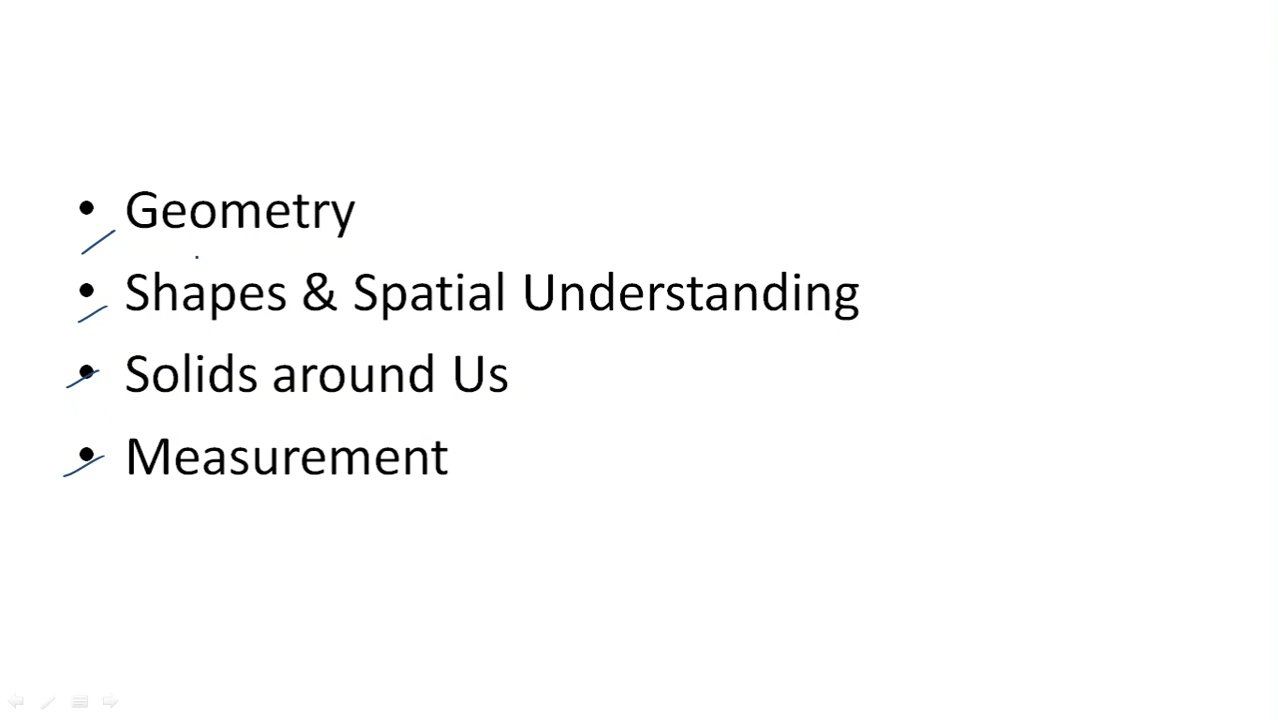 • Geometry
• Shapes & Spatial Understanding
• Solids around Us
• Measurement